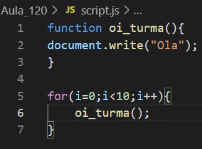 Aula_120 > JS script.js > ...
1 function oi_turma(){
2 document.write("Ola");
3 }
4
5 for(i=0;i<10;i++){
6     oi_turma();
7 }